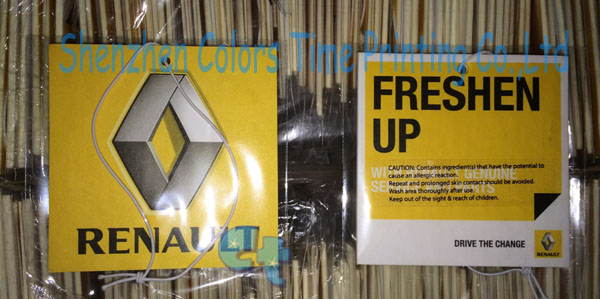 Shenzhen Colors Time Printing Co.,Ltd
RENAULT
FRESHEN
UP
WITH GENUINE
CAUTION: Contains ingredient(s) that have the potential to
cause an allergic reaction.
Repeat and prolonged skin contact should be avoided.
Wash area thoroughly after use.
Keep out of the sight & reach of children.
DRIVE THE CHANGE
RENAULT